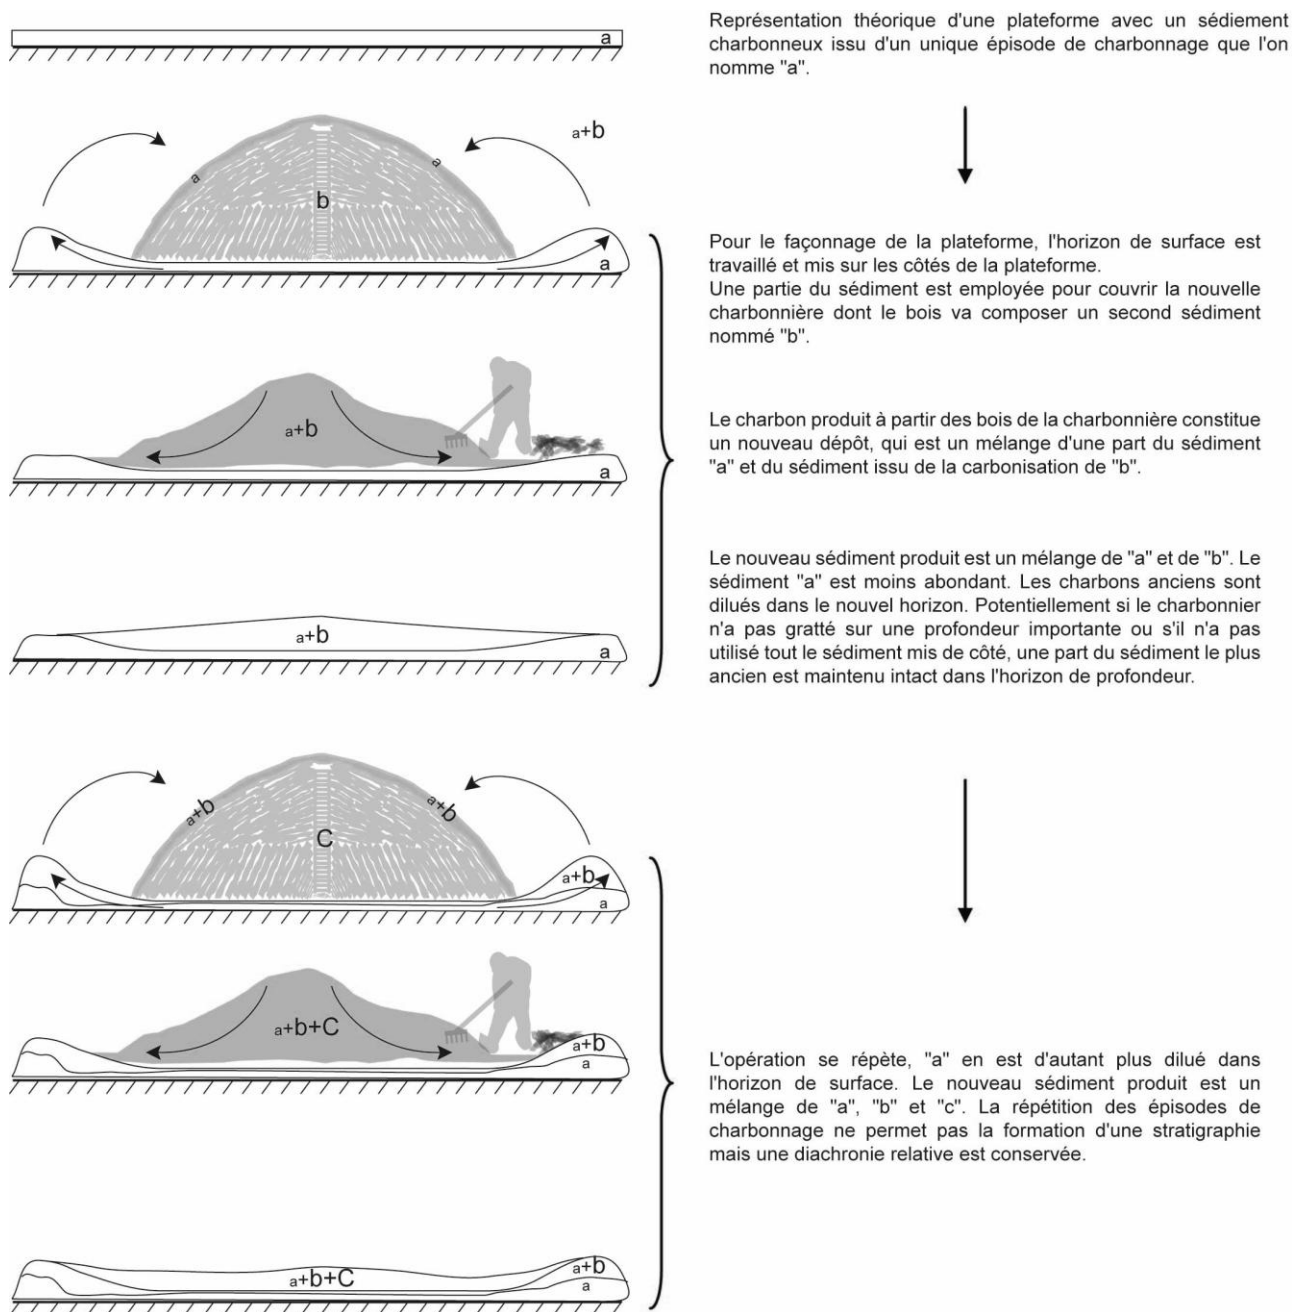 a
Représentation théorique d'une plateforme avec un sédiement
charbonneux issu d'un unique épisode de charbonnage que l'on
nomme "a".
a+b
a
a
b
a
Pour le façonnage de la plateforme, l'horizon de surface est
travaillé et mis sur les côtés de la plateforme.
Une partie du sédiment est employée pour couvrir la nouvelle
charbonnière dont le bois va composer un second sédiment
nommé "b".
a+b
a
Le charbon produit à partir des bois de la charbonnière constitue
un nouveau dépôt, qui est un mélange d'une part du sédiment
"a" et du sédiment issu de la carbonisation de "b".
a+b
a
Le nouveau sédiment produit est un mélange de "a" et de "b". Le
sédiment "a" est moins abondant. Les charbons anciens sont
dilués dans le nouvel horizon. Potentiellement si le charbonnier
n'a pas gratté sur une profondeur importante ou s'il n'a pas
utilisé tout le sédiment mis de côté, une part du sédiment le plus
ancien est maintenu intact dans l'horizon de profondeur.
a+b
a+b
C
a+b
a
a+b+C
a+b
a
L'opération se répète, "a" en est d'autant plus dilué dans
l'horizon de surface. Le nouveau sédiment produit est un
mélange de "a", "b" et "c". La répétition des épisodes de
charbonnage ne permet pas la formation d'une stratigraphie
mais une diachronie relative est conservée.
a+b+C
a+b
a